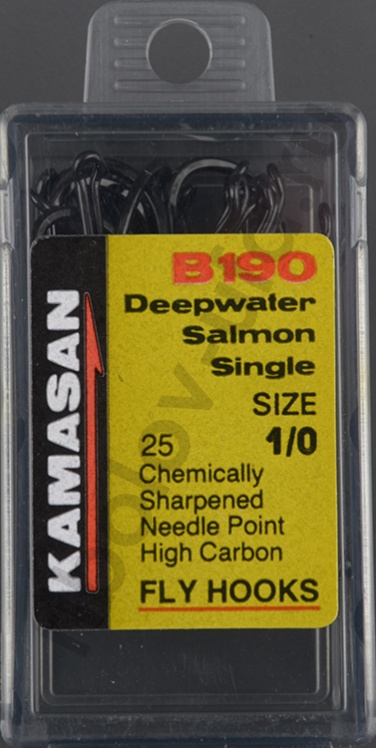 KAMASAN
B190
Deepwater
Salmon
Single
SIZE
25 1/0
Chemically
Sharpened
Needle Point
High Carbon
FLY HOOKS